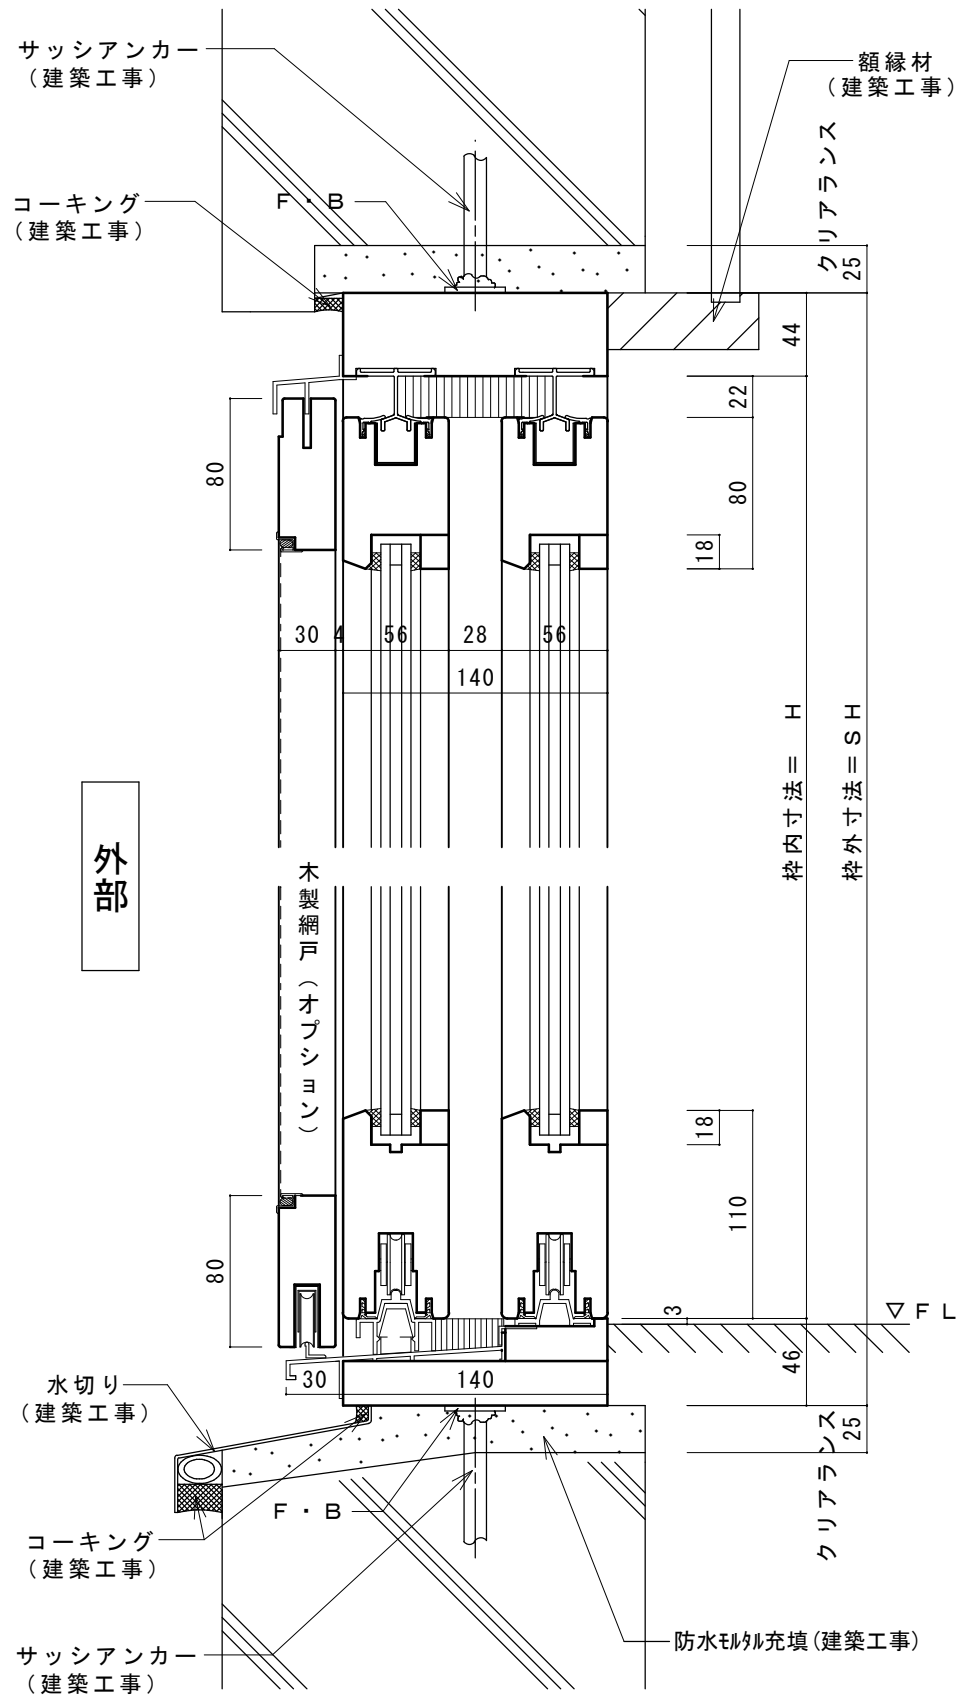 サッシアンカー
(建築工事)
額縁材
(建築工事)
コーキング
(建築工事)
F・B
クリアランス
25
44
22
80
80
18
30
4
56
28
56
140
枠内寸法= H
枠外寸法=SH
外部
木製網戸(オプション)
18
110
80
3
▽FL
46
30
140
水切り
(建築工事)
25
クリアランス
F・B
コーキング
(建築工事)
サッシアンカー
(建築工事)
防水モルタル充填(建築工事)